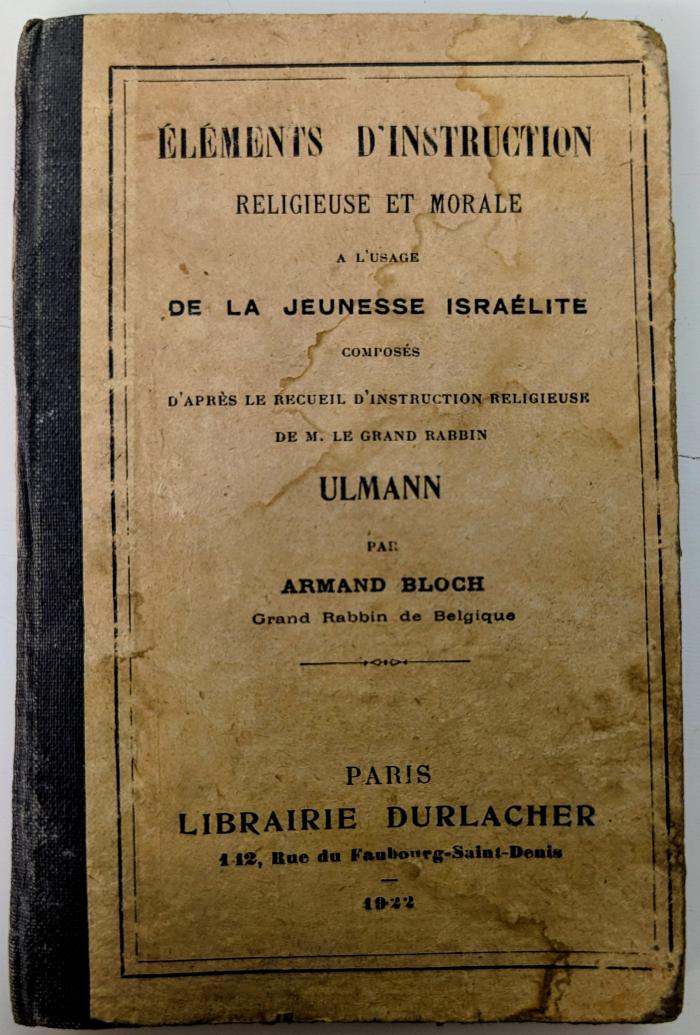 ÉLÉMENTS D'INSTRUCTION
RELIGIEUSE ET MORALE
A L'USAGE
DE LA JEUNESSE ISRAÉLITE
COMPOSÉS
D'APRÈS LE RECUEIL D'INSTRUCTION RELIGIEUSE
DE M. LE GRAND RABBIN
ULMANN
PAR
ARMAND BLOCH
Grand Rabbin de Belgique
PARIS
LIBRAIRIE DURLACHER
142, Rue du Faubourg-Saint-Denis
1922